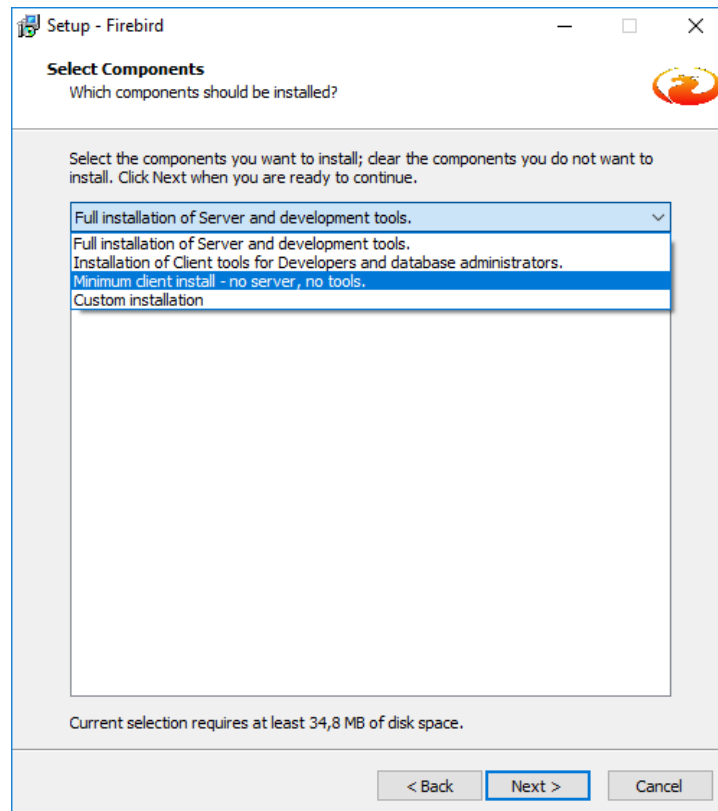 Setup - Firebird
Select Components
Which components should be installed?
Select the components you want to install; clear the components you do not want to
install. Click Next when you are ready to continue.
Full installation of Server and development tools.
Full installation of Server and development tools.
Installation of Client tools for Developers and database administrators.
Minimum client install - no server, no tools.
Custom installation
Current selection requires at least 34,8 MB of disk space.
< Back Next > Cancel